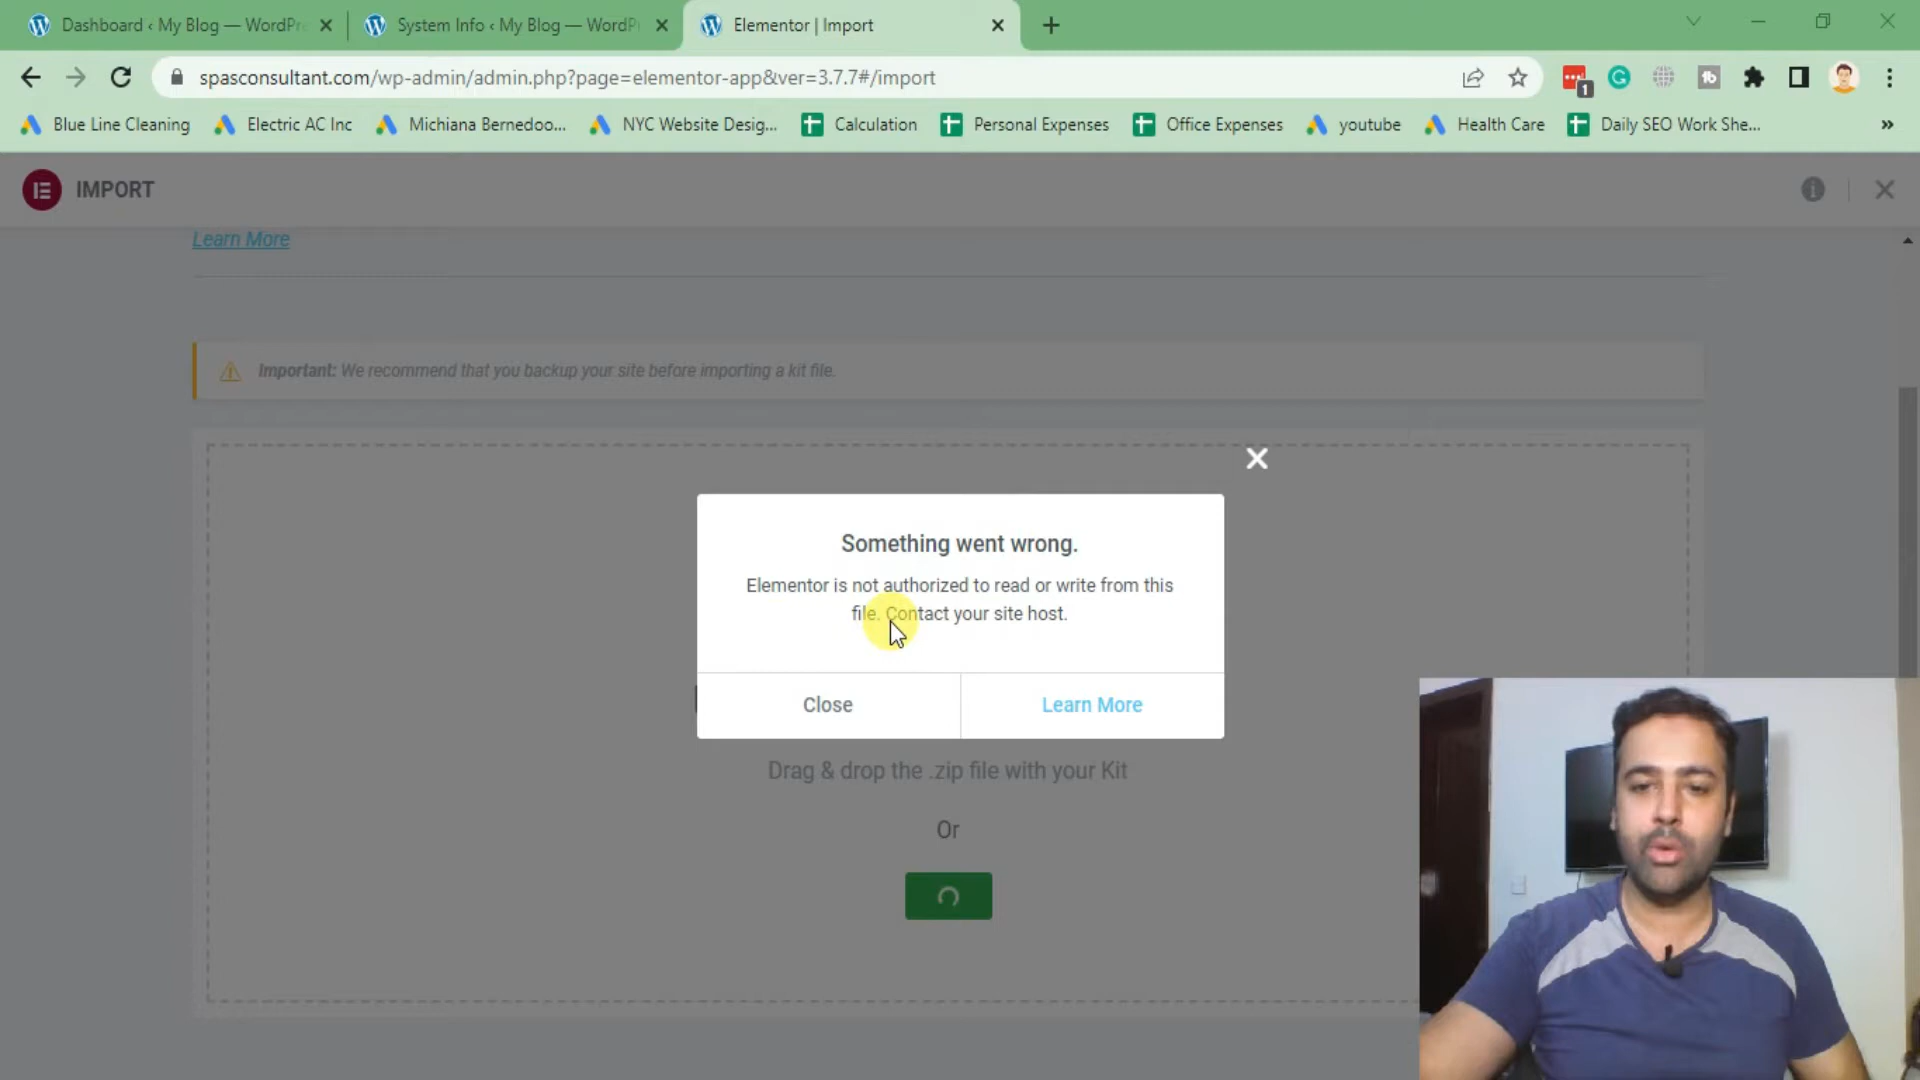 Dashboard ‹ My Blog — WordPre
System Info ‹ My Blog — WordP
Elementor | Import
spasconsultant.com/wp-admin/admin.php?page=elementor-app&ver=3.7.7#/import
1
Blue Line Cleaning
Electric AC Inc
Michiana Bernedoo...
NYC Website Desig...
Calculation
Personal Expenses
Office Expenses
youtube
Health Care
Daily SEO Work She...
»
IMPORT
Learn More
Important: We recommend that you backup your site before importing a kit file.
Something went wrong.
Elementor is not authorized to read or write from this
file. Contact your site host.
Close
Learn More
Drag & drop the .zip file with your Kit
Or